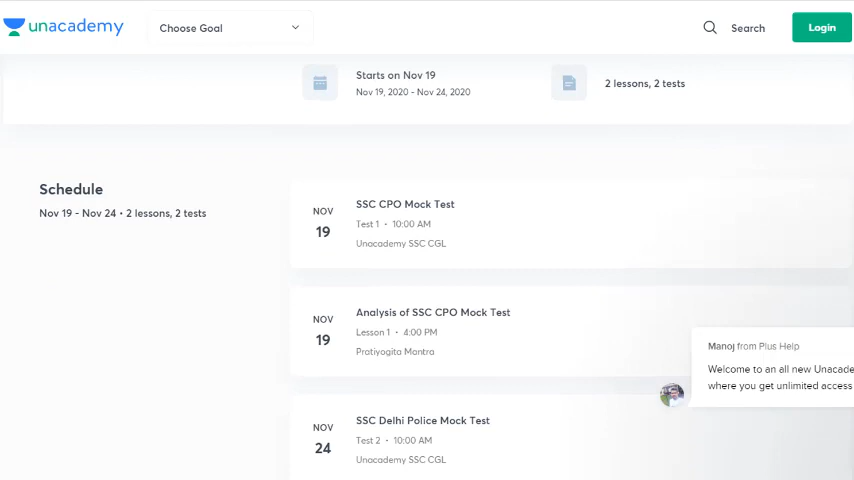 unacademy
Choose Goal
Search
Login
Starts on Nov 19
Nov 19, 2020 - Nov 24, 2020
2 lessons, 2 tests
Schedule
Nov 19 - Nov 24 • 2 lessons, 2 tests
NOV
19
SSC CPO Mock Test
Test 1 • 10:00 AM
Unacademy SSC CGL
NOV
19
Analysis of SSC CPO Mock Test
Lesson 1 • 4:00 PM
Pratiyogita Mantra
Manoj from Plus Help
Welcome to an all new Unacade
where you get unlimited access
NOV
24
SSC Delhi Police Mock Test
Test 2 • 10:00 AM
Unacademy SSC CGL